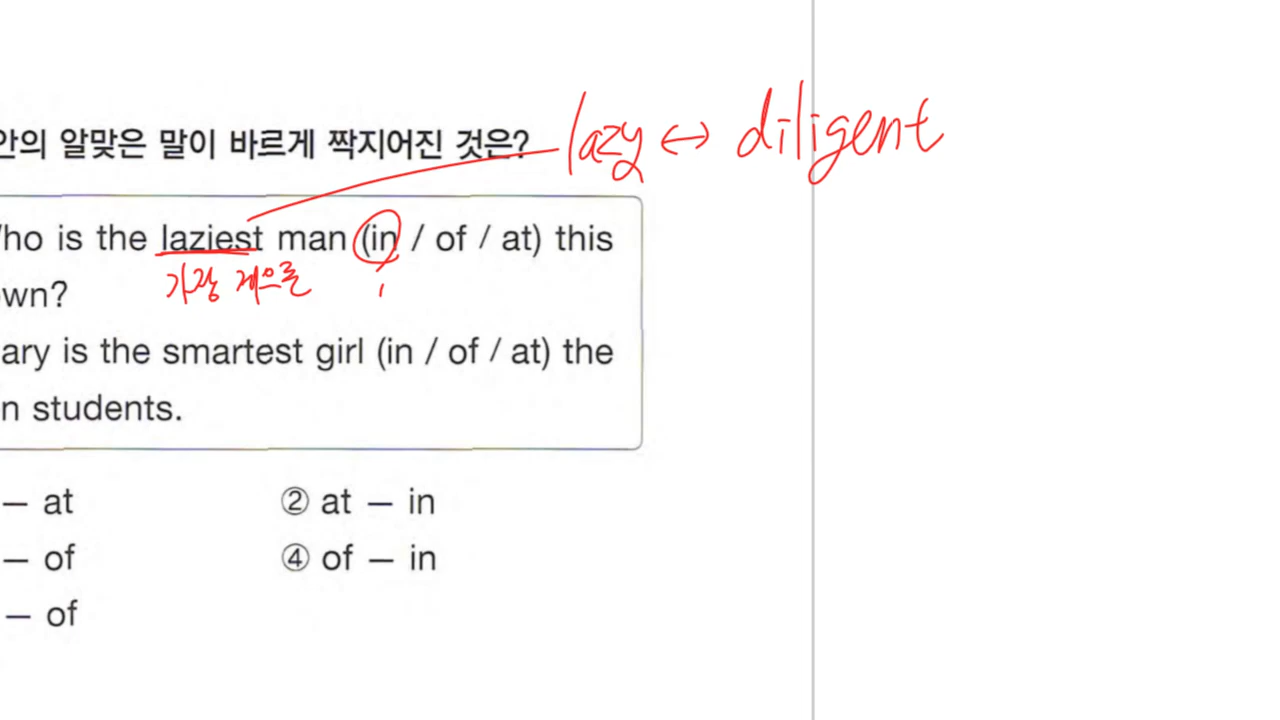 안의 알맞은 말이 바르게 짝지어진 것은?
lazy ↔ diligent
ho is the laziest man (in / of / at) this
가장 게으른
wn?
ary is the smartest girl (in / of / at) the
n students.
– at ② at – in
– of ④ of – in
– of